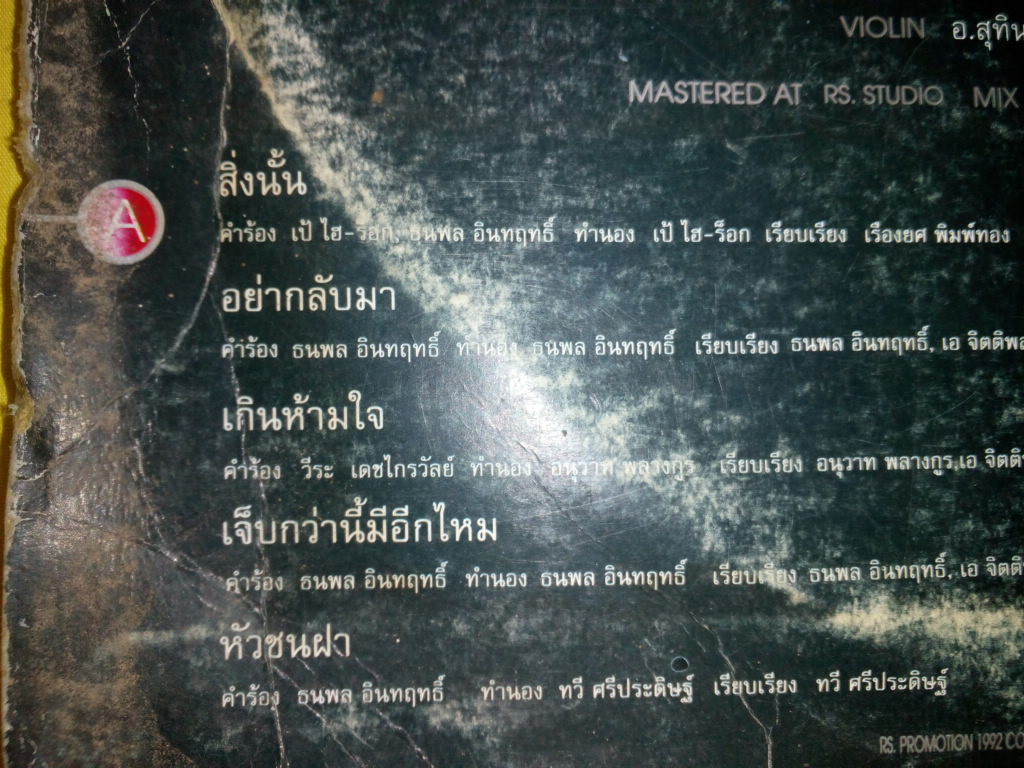 VIOLIN อ.สุทิน
MASTERED AT RS. STUDIO MIX
A
สิ่งนั้น
คำร้อง เป้ ไฮ-ร็อก, ธนพล อินทฤทธิ์ ทำนอง เป้ ไฮ-ร็อก เรียบเรียง เรืองยศ พิมพ์ทอง
อย่ากลับมา
คำร้อง ธนพล อินทฤทธิ์ ทำนอง ธนพล อินทฤทธิ์ เรียบเรียง ธนพล อินทฤทธิ์, เอ จิตติพล
เกินห้ามใจ
คำร้อง วีระ เดชไกรวัลย์ ทำนอง อนุวาท พลางกูร เรียบเรียง อนุวาท พลางกูร,เอ
เจ็บกว่านี้มีอีกไหม
คำร้อง ธนพล อินทฤทธิ์ ทำนอง ธนพล อินทฤทธิ์ เรียบเรียง ธนพล อินทฤทธิ์, เอ
หัวชนฝา
คำร้อง ธนพล อินทฤทธิ์ ทำนอง ทวี ศรีประดิษฐ์ เรียบเรียง ทวี ศรีประดิษฐ์
RS. PROMOTION 1992 CO